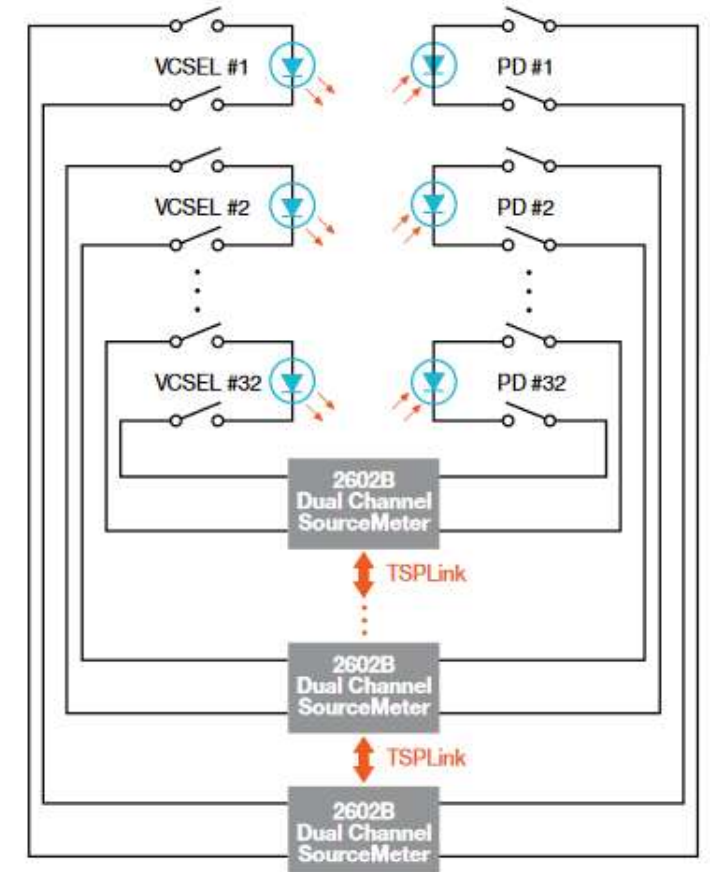 VCSEL #1
PD #1
VCSEL #2
PD #2
VCSEL #32
PD #32
2602B
Dual Channel
SourceMeter
TSPLink
2602B
Dual Channel
SourceMeter
TSPLink
2602B
Dual Channel
SourceMeter